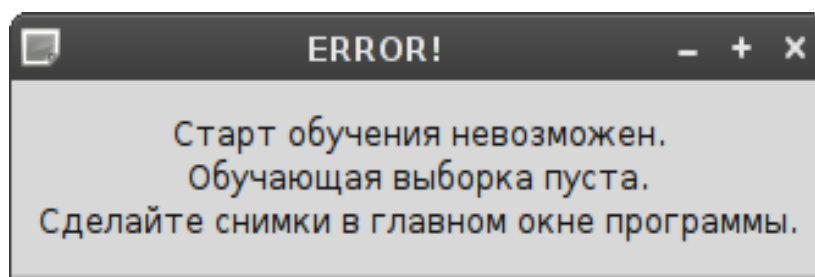 ERROR!
Старт обучения невозможен.
Обучающая выборка пуста.
Сделайте снимки в главном окне программы.